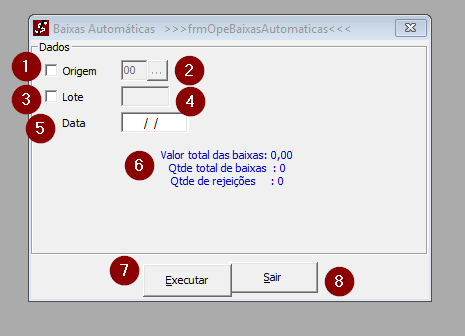 Baixas Automáticas >>>frmOpeBaixasAutomaticas<<<
Dados
1 Origem 00 ... 2
3 Lote 4
5 Data / /
6 Valor total das baixas: 0,00
Qtde total de baixas : 0
Qtde de rejeições : 0
7 Executar Sair 8